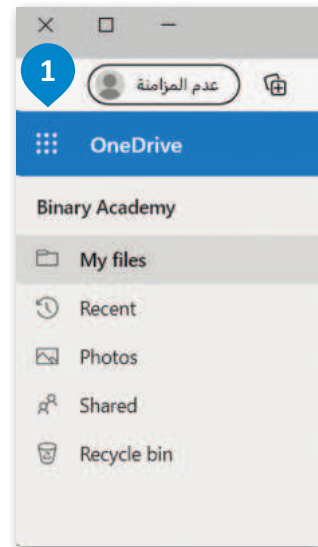 1
عدم المزامنة
OneDrive
Binary Academy
My files
Recent
Photos
Shared
Recycle bin